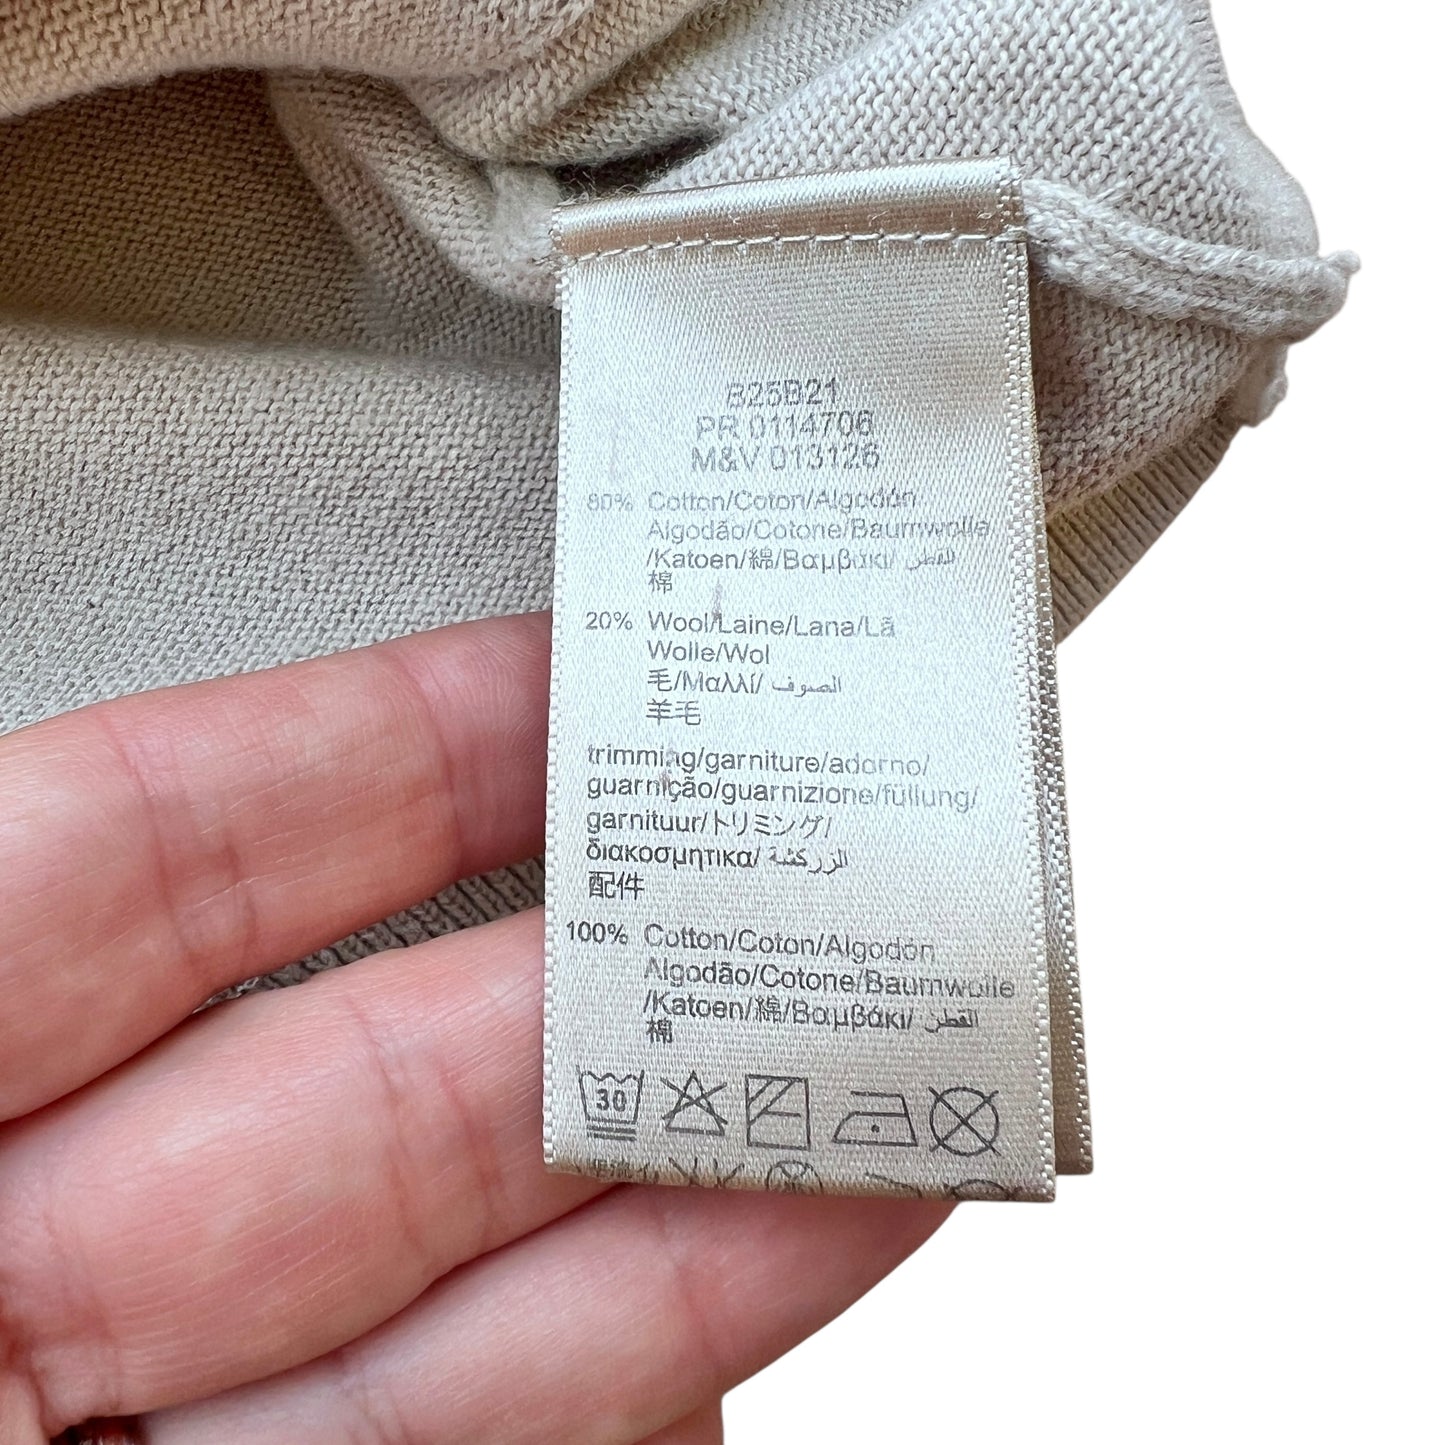 B25B21
PR 0114706
M&V 013126
80% Cotton/Coton/Algodón
Algodão/Cotone/Baumwolle
/Katoen/綿/Βαμβάκι/ القطن
棉
20% Wool/Laine/Lana/Lã
Wolle/Wol
毛/Μαλλί/ الصوف
羊毛
trimming/garniture/adorno/
guarnição/guarnizione/füllung/
garnituur/トリミング/
διακοσμητικα/ الزركشة
配件
100% Cotton/Coton/Algodón
Algodão/Cotone/Baumwolle
/Katoen/綿/Βαμβάκι/ القطن
棉
30